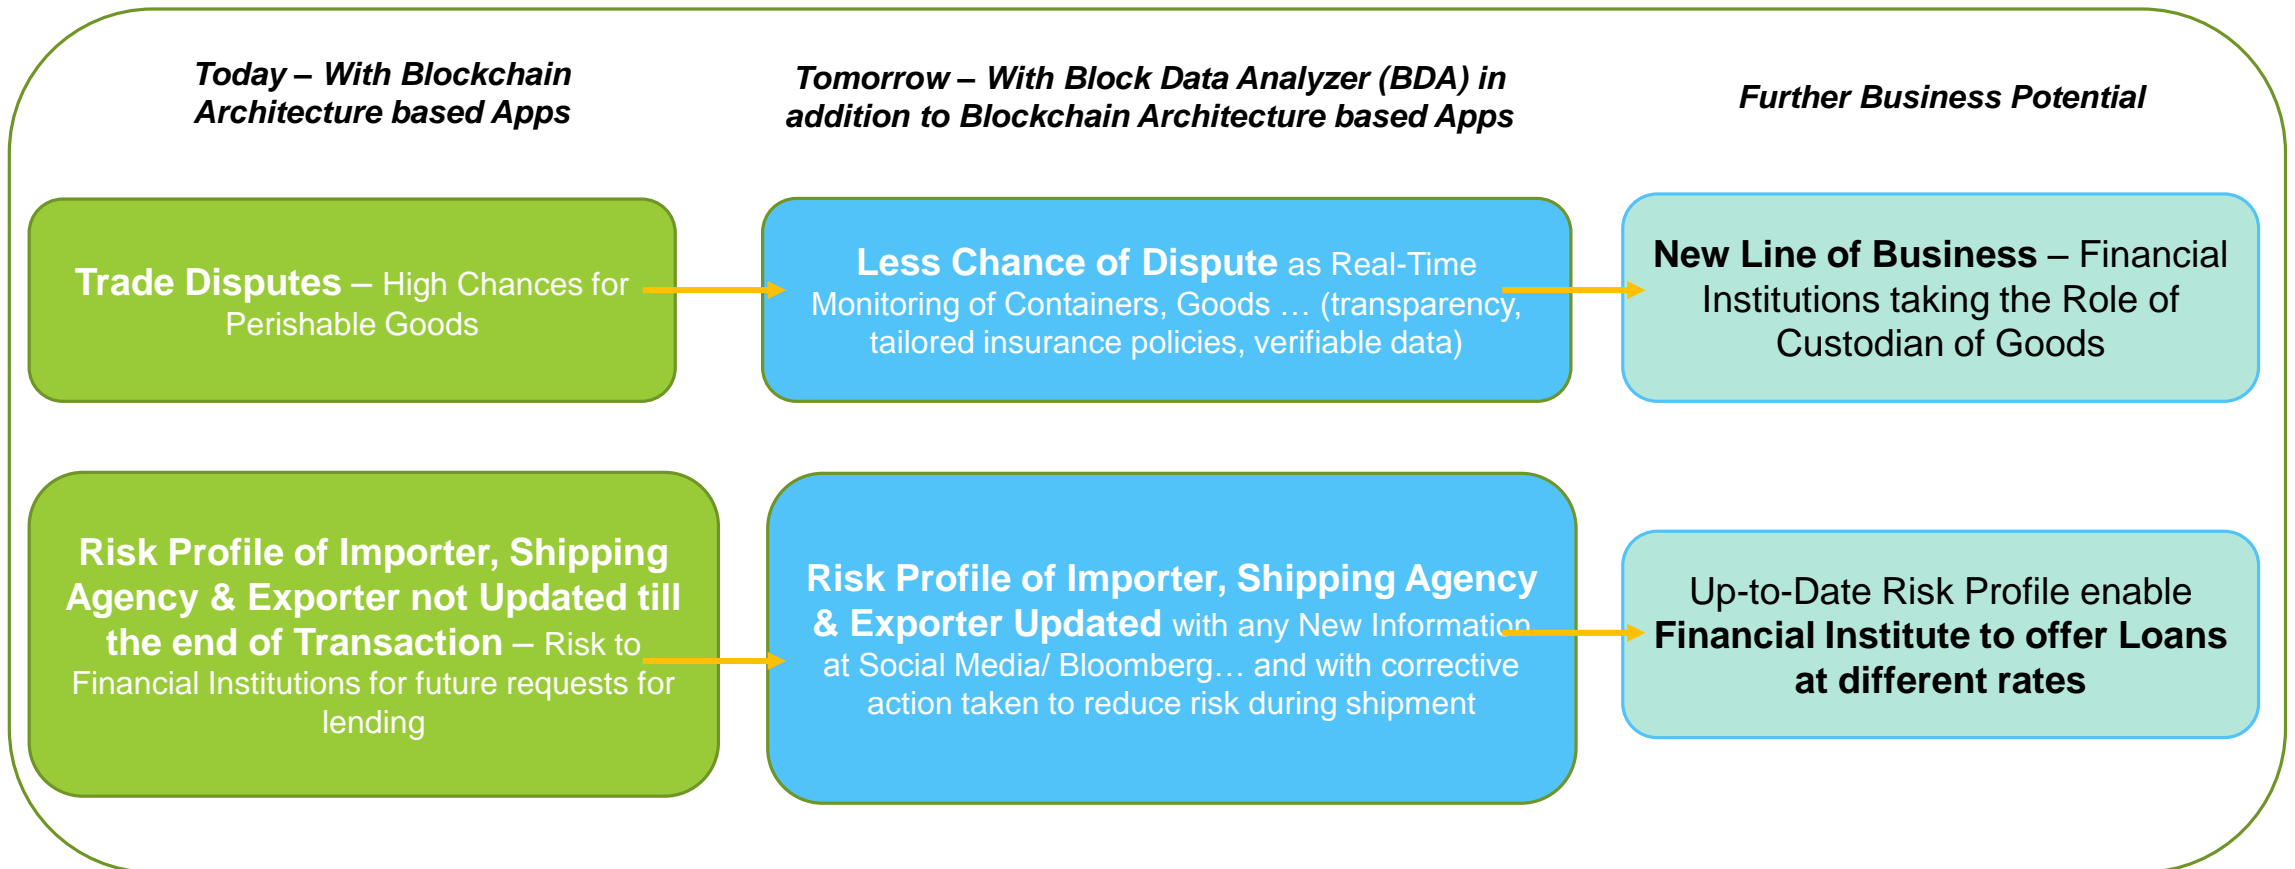 Today – With Blockchain
Architecture based Apps
Tomorrow – With Block Data Analyzer (BDA) in
addition to Blockchain Architecture based Apps
Further Business Potential
Trade Disputes – High Chances for
Perishable Goods
Less Chance of Dispute as Real-Time
Monitoring of Containers, Goods … (transparency,
tailored insurance policies, verifiable data)
New Line of Business – Financial
Institutions taking the Role of
Custodian of Goods
Risk Profile of Importer, Shipping
Agency & Exporter not Updated till
the end of Transaction – Risk to
Financial Institutions for future requests for
lending
Risk Profile of Importer, Shipping Agency
& Exporter Updated with any New Information
at Social Media/ Bloomberg… and with corrective
action taken to reduce risk during shipment
Up-to-Date Risk Profile enable
Financial Institute to offer Loans
at different rates